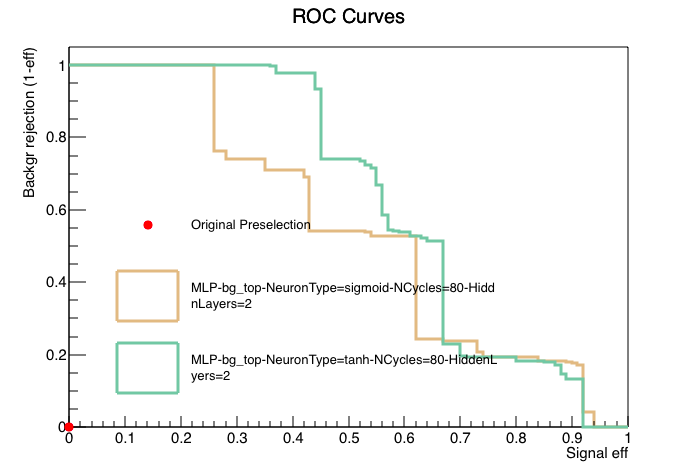 ROC Curves
Backgr rejection (1-eff)
1
0.8
0.6
0.4
0.2
0
Original Preselection
MLP-bg_top-NeuronType=sigmoid-NCycles=80-Hidd
nLayers=2
MLP-bg_top-NeuronType=tanh-NCycles=80-HiddenL
yers=2
0 0.1 0.2 0.3 0.4 0.5 0.6 0.7 0.8 0.9 1
Signal eff